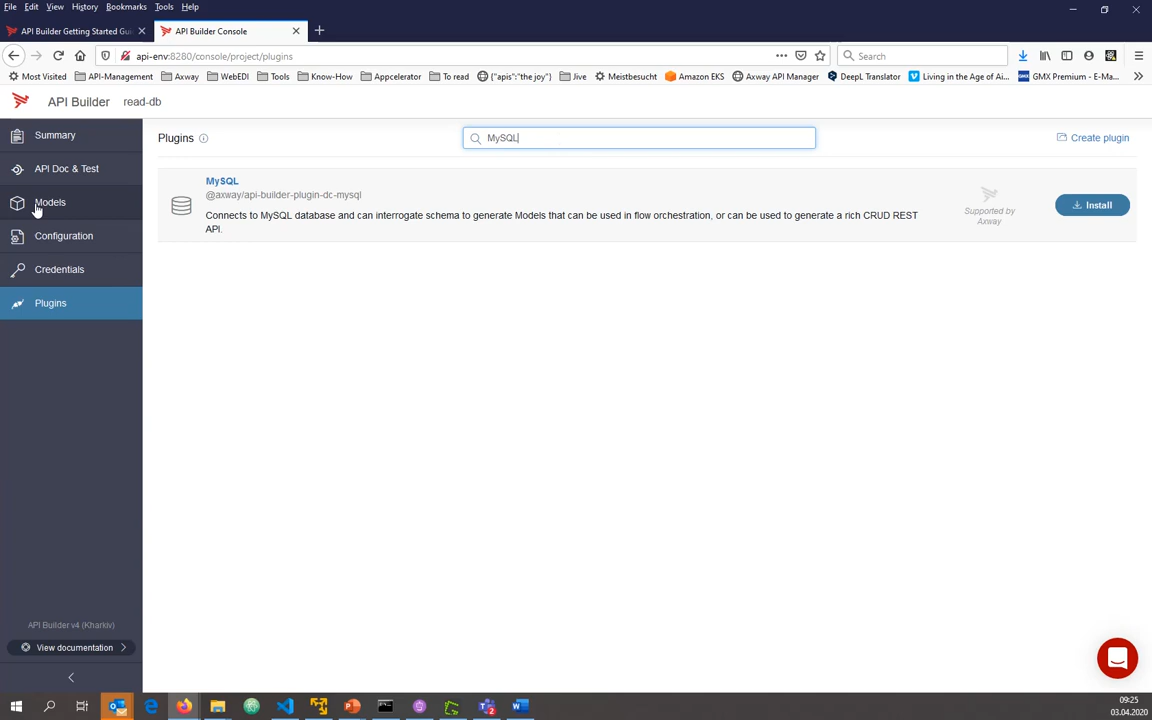 File Edit View History Bookmarks Tools Help
API Builder Getting Started Gui
API Builder Console
api-env:8280/console/project/plugins
Search
Most Visited API-Management Axway WebEDI Tools Know-How Appcelerator To read {"apis":"the joy"} Jive Meistbesucht Amazon EKS Axway API Manager DeepL Translator Living in the Age of Ai... GMX Premium - E-Ma...
API Builder read-db
Summary
API Doc & Test
Models
Configuration
Credentials
Plugins
Plugins
MySQL
Create plugin
MySQL
@axway/api-builder-plugin-dc-mysql
Connects to MySQL database and can interrogate schema to generate Models that can be used in flow orchestration, or can be used to generate a rich CRUD REST
API.
Supported by
Axway
Install
API Builder v4 (Kharkiv)
View documentation
09:25
03.04.2020